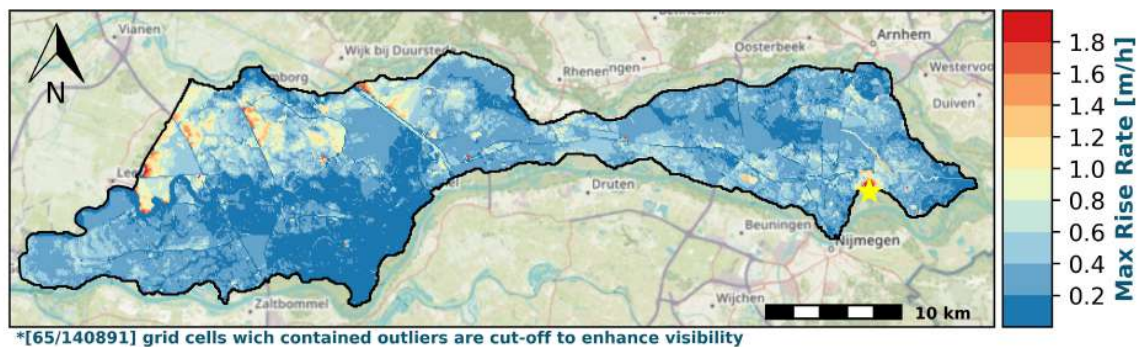 Vianen
Wijk bij Duurstede
Oosterbeek
Arnhem
Rhenen
ngen
Westervoo
Duiven
N
Lee
Druten
Beuningen
Nijmegen
Zaltbommel
Wijchen
10 km
1.8
1.6
1.4
1.2
1.0
0.8
0.6
0.4
0.2
Max Rise Rate [m/h]
*[65/140891] grid cells wich contained outliers are cut-off to enhance visibility